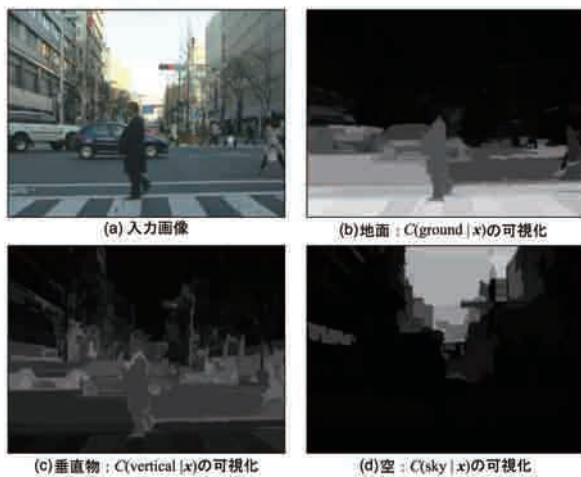 (a) 入力画像
(b)地面：C(ground | x)の可視化
(c)垂直物：C(vertical | x)の可視化
(d)空：C(sky | x)の可視化